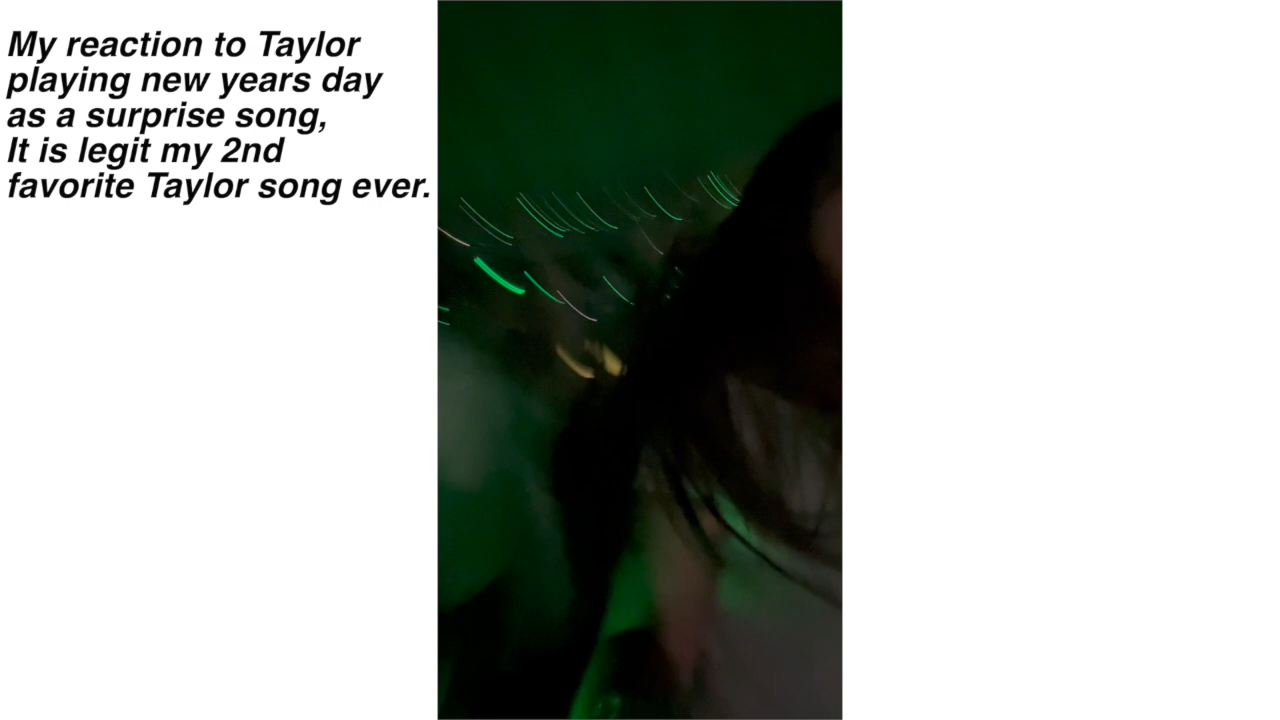 My reaction to Taylor
playing new years day
as a surprise song,
It is legit my 2nd
favorite Taylor song ever.